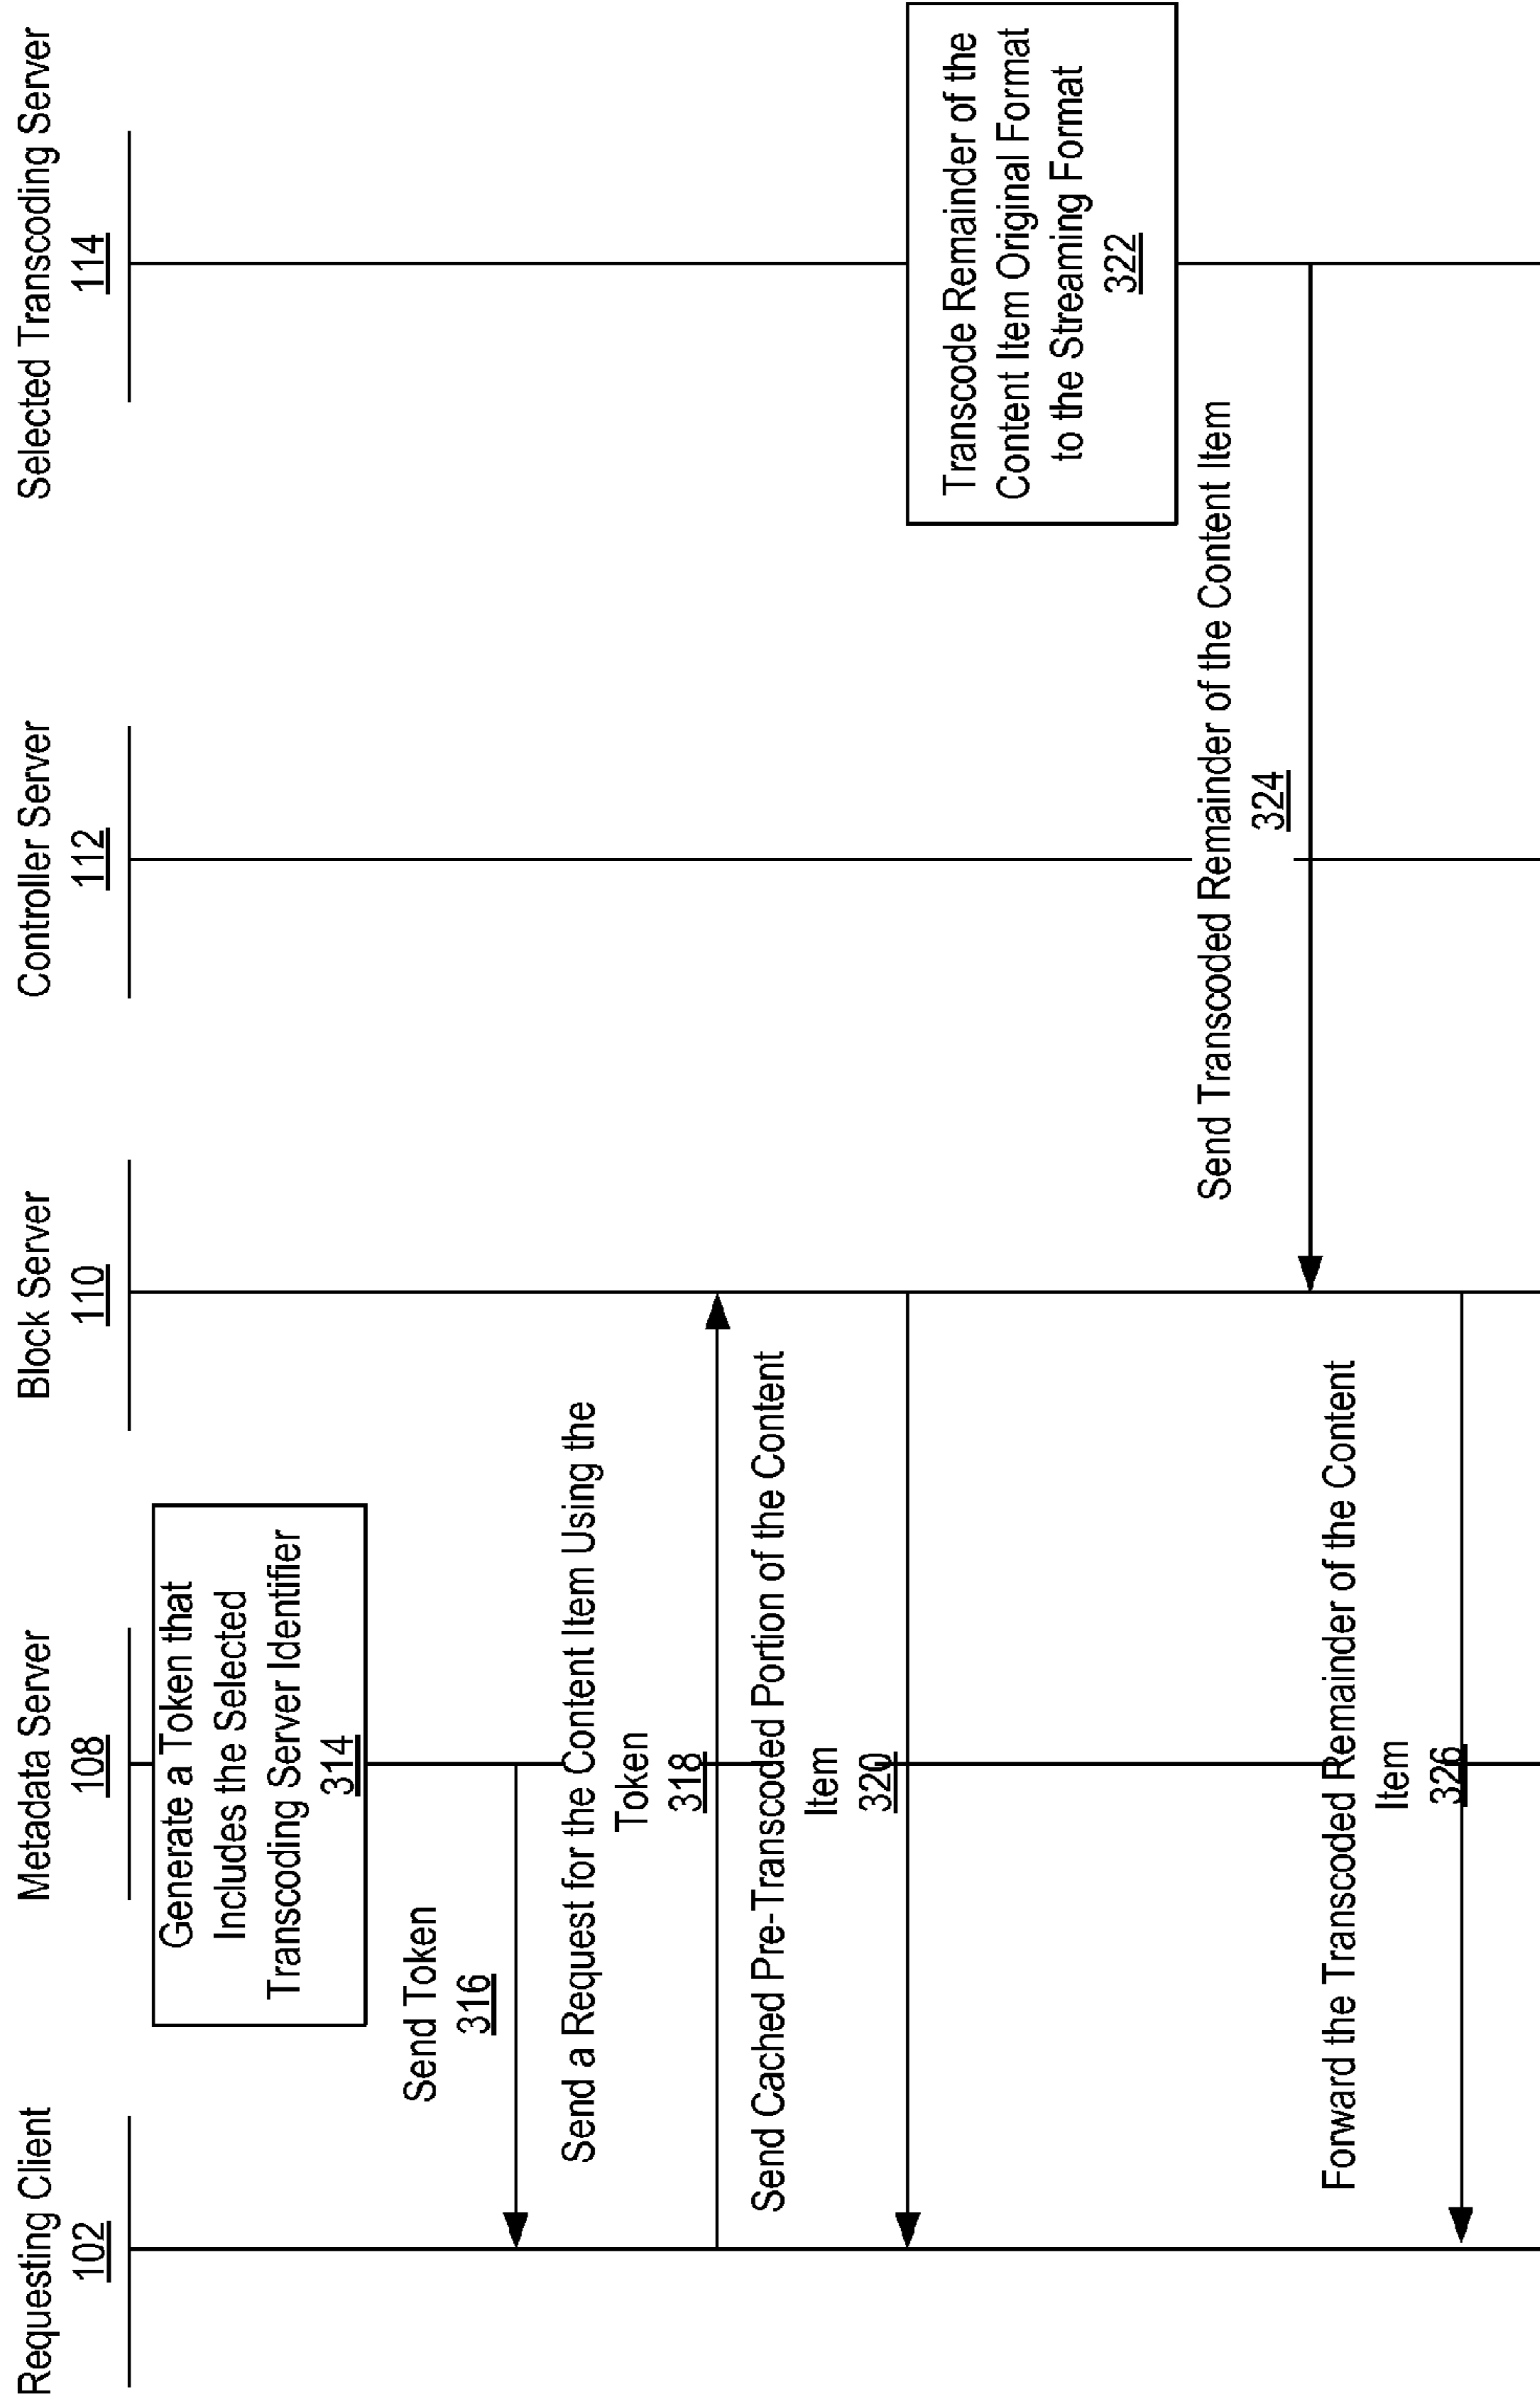 Requesting Client
102
Metadata Server
108
Block Server
110
Controller Server
112
Selected Transcoding Server
114
Generate a Token that
Includes the Selected
Transcoding Server Identifier
314
Send Token
316
Send a Request for the Content Item Using the
Token
318
Send Cached Pre-Transcoded Portion of the Content
Item
320
Transcode Remainder of the
Content Item Original Format
to the Streaming Format
322
Send Transcoded Remainder of the Content Item
324
Forward the Transcoded Remainder of the Content
Item
326